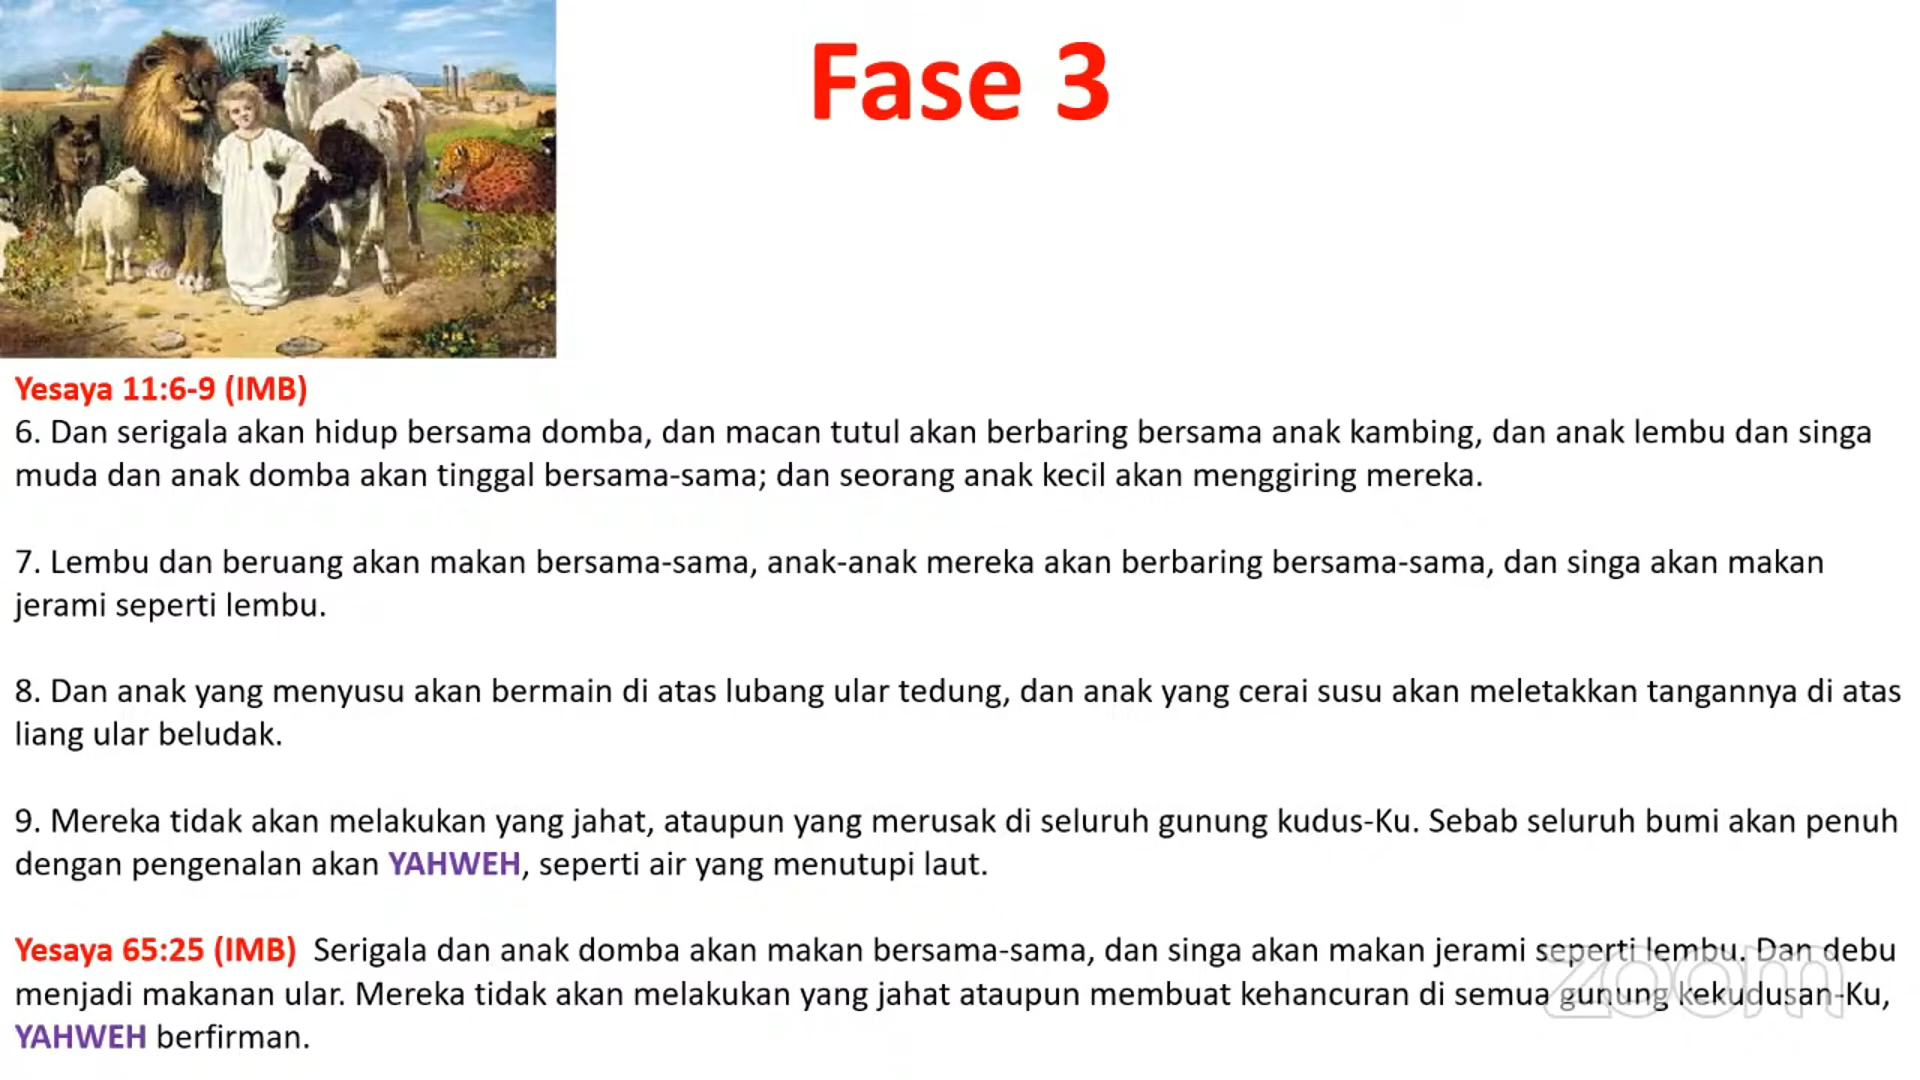 Fase 3
Yesaya 11:6-9 (IMB)
6. Dan serigala akan hidup bersama domba, dan macan tutul akan berbaring bersama anak kambing, dan anak lembu dan singa
muda dan anak domba akan tinggal bersama-sama; dan seorang anak kecil akan menggiring mereka.
7. Lembu dan beruang akan makan bersama-sama, anak-anak mereka akan berbaring bersama-sama, dan singa akan makan
jerami seperti lembu.
8. Dan anak yang menyusu akan bermain di atas lubang ular tedung, dan anak yang cerai susu akan meletakkan tangannya di atas
liang ular beludak.
9. Mereka tidak akan melakukan yang jahat, ataupun yang merusak di seluruh gunung kudus-Ku. Sebab seluruh bumi akan penuh
dengan pengenalan akan YAHWEH, seperti air yang menutupi laut.
Yesaya 65:25 (IMB) Serigala dan anak domba akan makan bersama-sama, dan singa akan makan jerami seperti lembu. Dan debu
menjadi makanan ular. Mereka tidak akan melakukan yang jahat ataupun membuat kehancuran di semua gunung kekudusan-Ku,
YAHWEH berfirman.
zoom